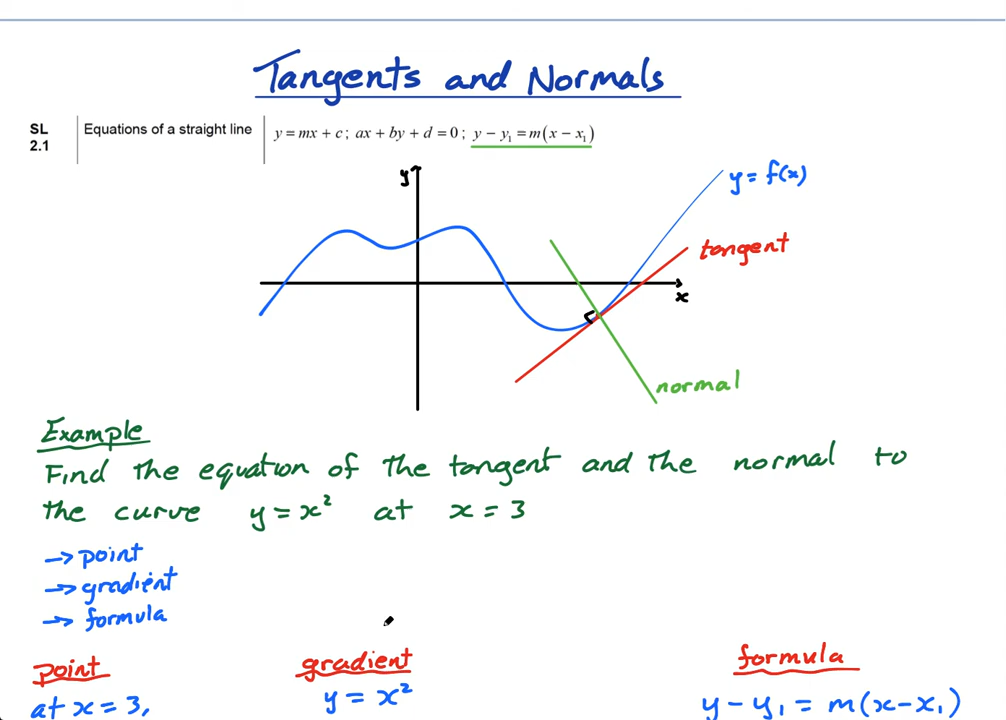 Tangents and Normals
SL 2.1 Equations of a straight line y = mx + c ; ax + by + d = 0 ; y − y₁ = m(x − x₁)
y
y = f(x)
tangent
x
normal
Example
Find the equation of the tangent and the normal to
the curve y = x² at x = 3
→ point
→ gradient
→ formula
point gradient formula
at x = 3, y = x² y − y₁ = m(x − x₁)